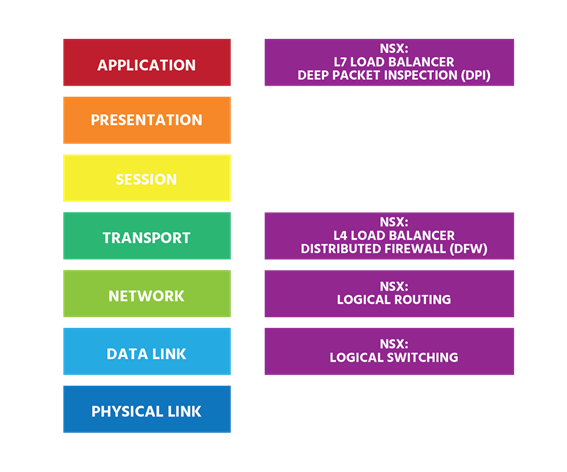 APPLICATION
NSX:
L7 LOAD BALANCER
DEEP PACKET INSPECTION (DPI)
PRESENTATION
SESSION
TRANSPORT
NSX:
L4 LOAD BALANCER
DISTRIBUTED FIREWALL (DFW)
NETWORK
NSX:
LOGICAL ROUTING
DATA LINK
NSX:
LOGICAL SWITCHING
PHYSICAL LINK